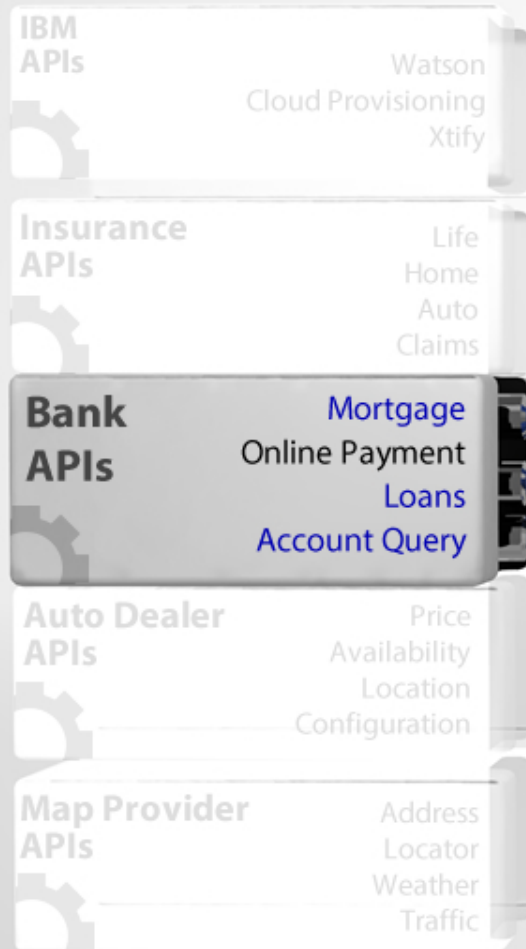 IBM
APIs
Watson
Cloud Provisioning
Xtify
Insurance
APIs
Life
Home
Auto
Claims
Bank
APIs
Mortgage
Online Payment
Loans
Account Query
Auto Dealer
APIs
Price
Availability
Location
Configuration
Map Provider
APIs
Address
Locator
Weather
Traffic